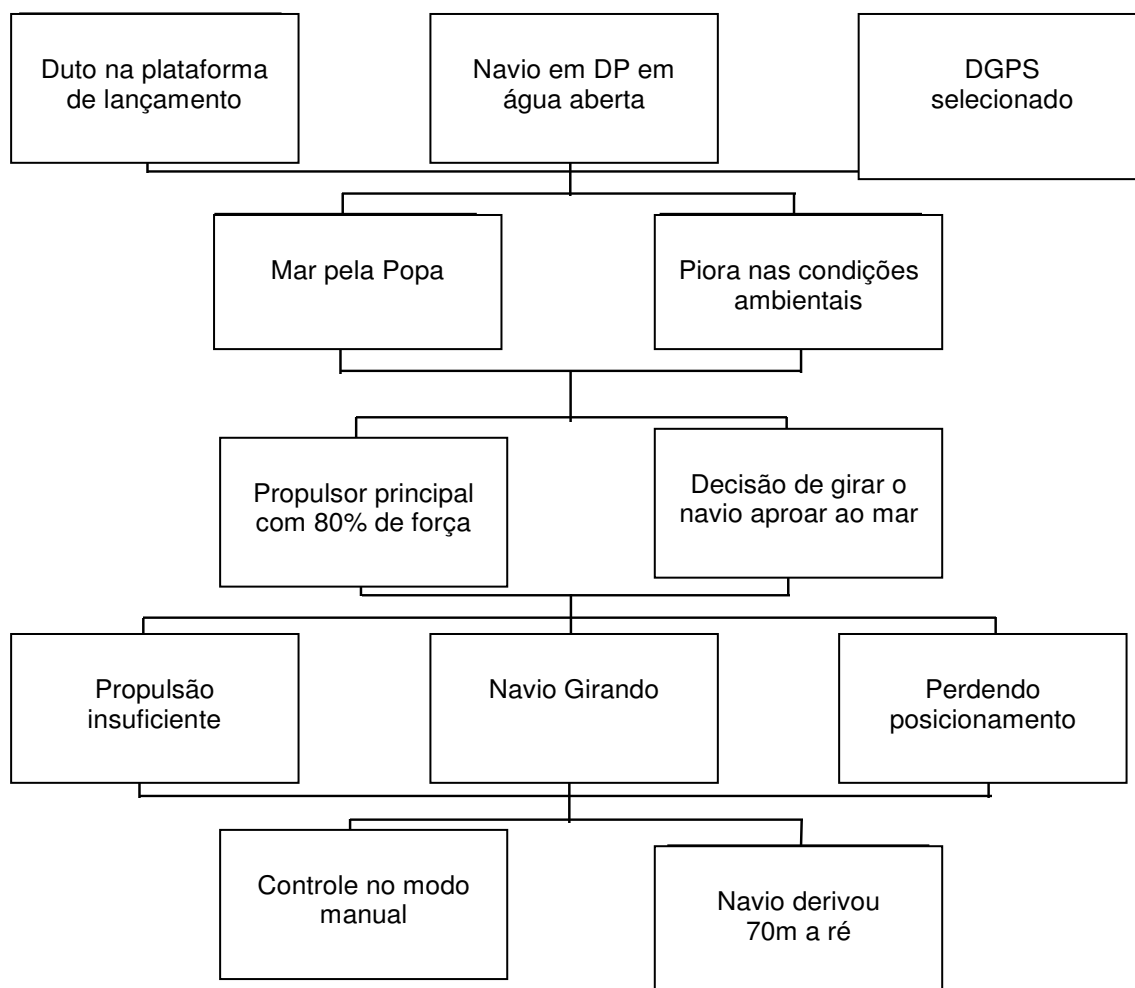 Duto na plataforma
de lançamento
Navio em DP em
água aberta
DGPS
selecionado
Mar pela Popa
Piora nas condições
ambientais
Propulsor principal
com 80% de força
Decisão de girar o
navio aproar ao mar
Propulsão
insuficiente
Navio Girando
Perdendo
posicionamento
Controle no modo
manual
Navio derivou
70m a ré